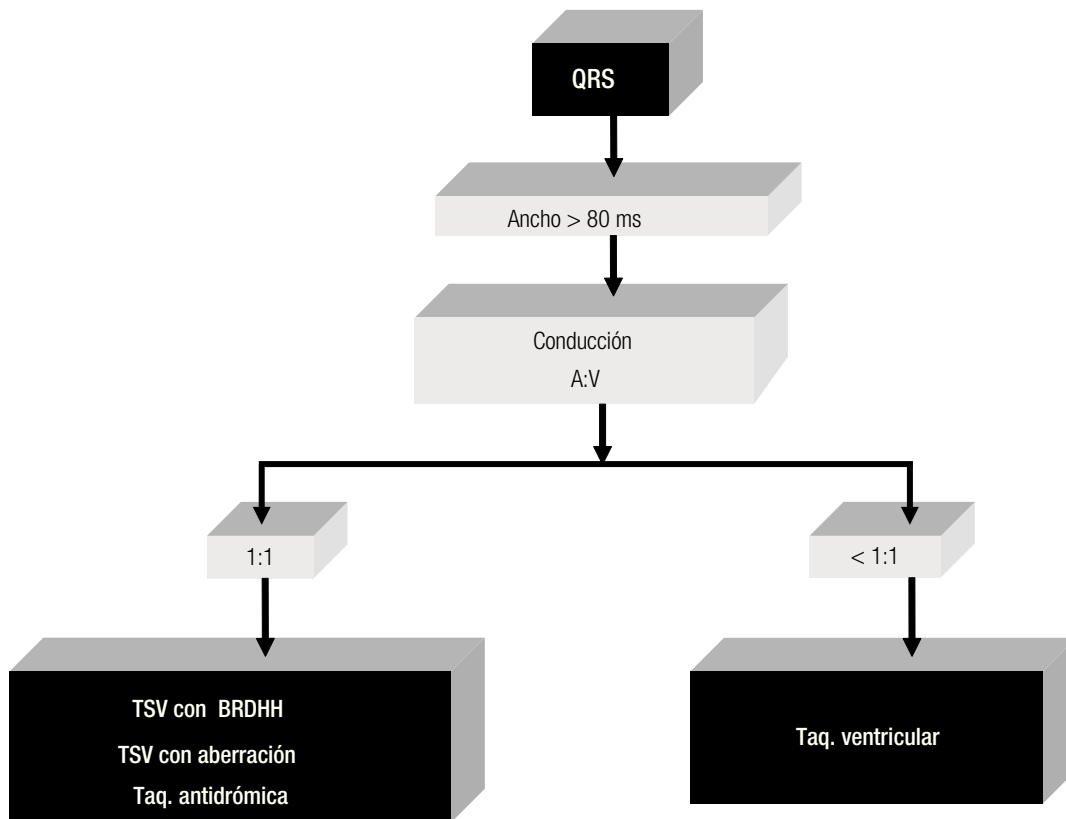 QRS
Ancho > 80 ms
Conducción
A:V
1:1
< 1:1
TSV con BRDHH
TSV con aberración
Taq. antidrómica
Taq. ventricular